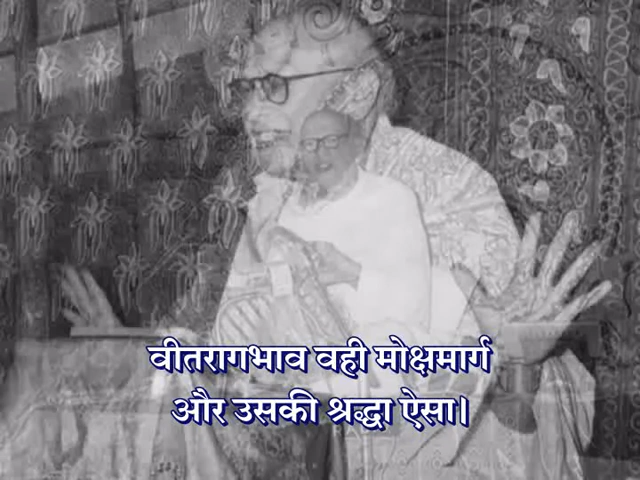 वीतरागभाव वही मोक्षमार्ग
और उसकी श्रद्धा ऐसा।